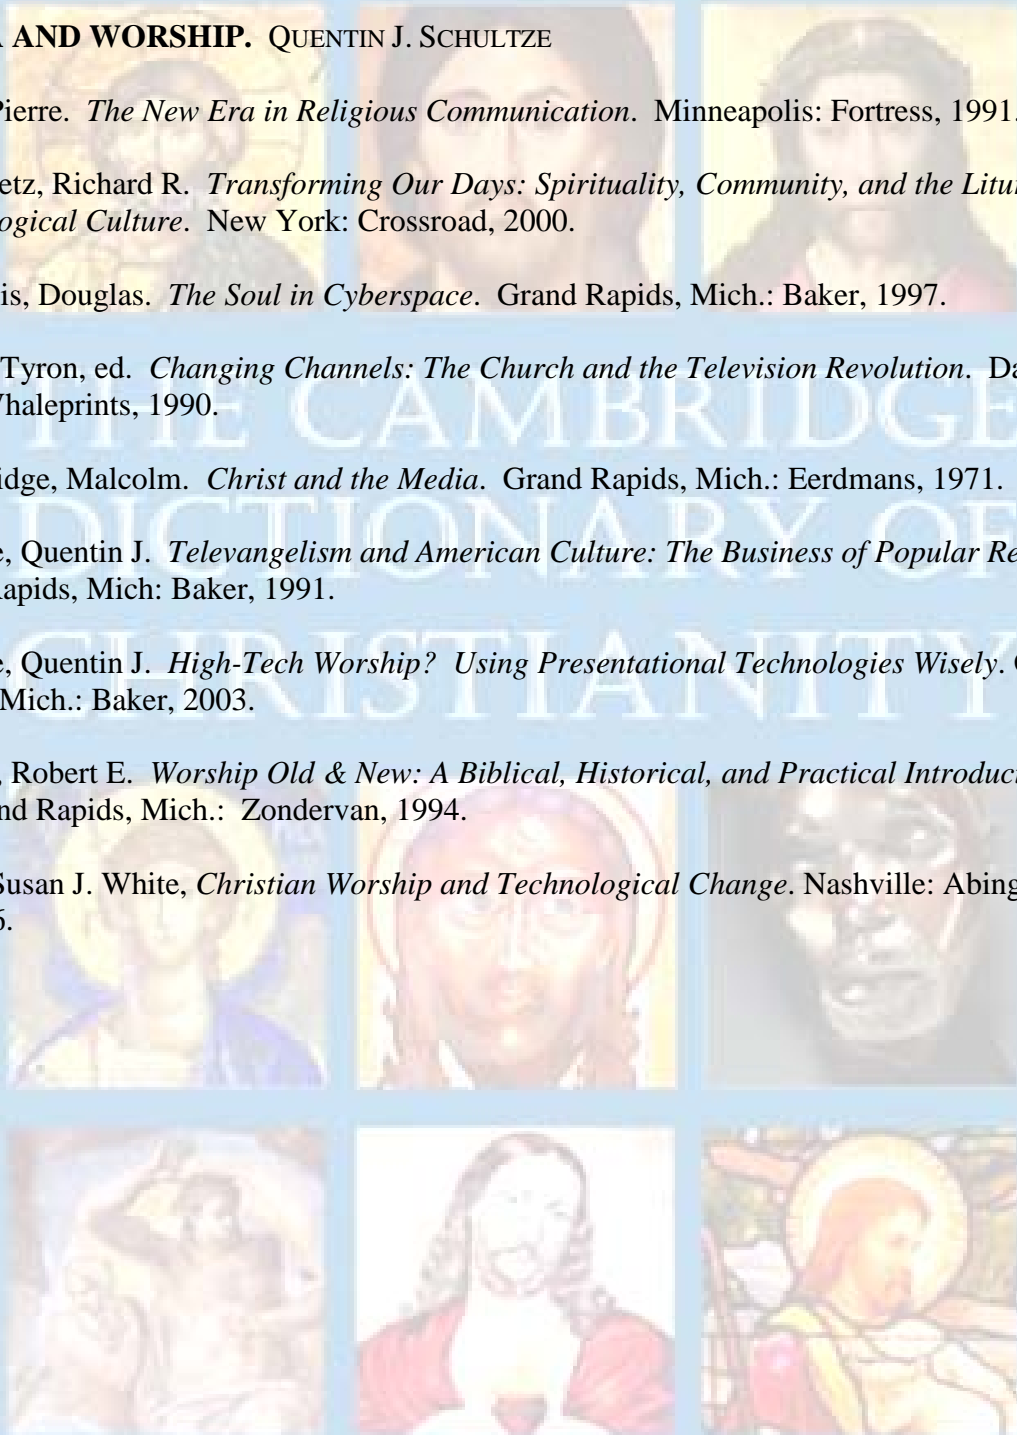 A AND WORSHIP. QUENTIN J. SCHULTZE
Pierre. The New Era in Religious Communication. Minneapolis: Fortress, 1991.
etz, Richard R. Transforming Our Days: Spirituality, Community, and the Litu
ogical Culture. New York: Crossroad, 2000.
is, Douglas. The Soul in Cyberspace. Grand Rapids, Mich.: Baker, 1997.
Tyron, ed. Changing Channels: The Church and the Television Revolution. Da
Whaleprints, 1990.
THE CAMBRIDGE
idge, Malcolm. Christ and the Media. Grand Rapids, Mich.: Eerdmans, 1971.
DICTIONARY OF
e, Quentin J. Televangelism and American Culture: The Business of Popular Re
Rapids, Mich: Baker, 1991.
CHRISTIANITY
e, Quentin J. High-Tech Worship? Using Presentational Technologies Wisely. G
Mich.: Baker, 2003.
, Robert E. Worship Old & New: A Biblical, Historical, and Practical Introducti
nd Rapids, Mich.: Zondervan, 1994.
Susan J. White, Christian Worship and Technological Change. Nashville: Abing
6.